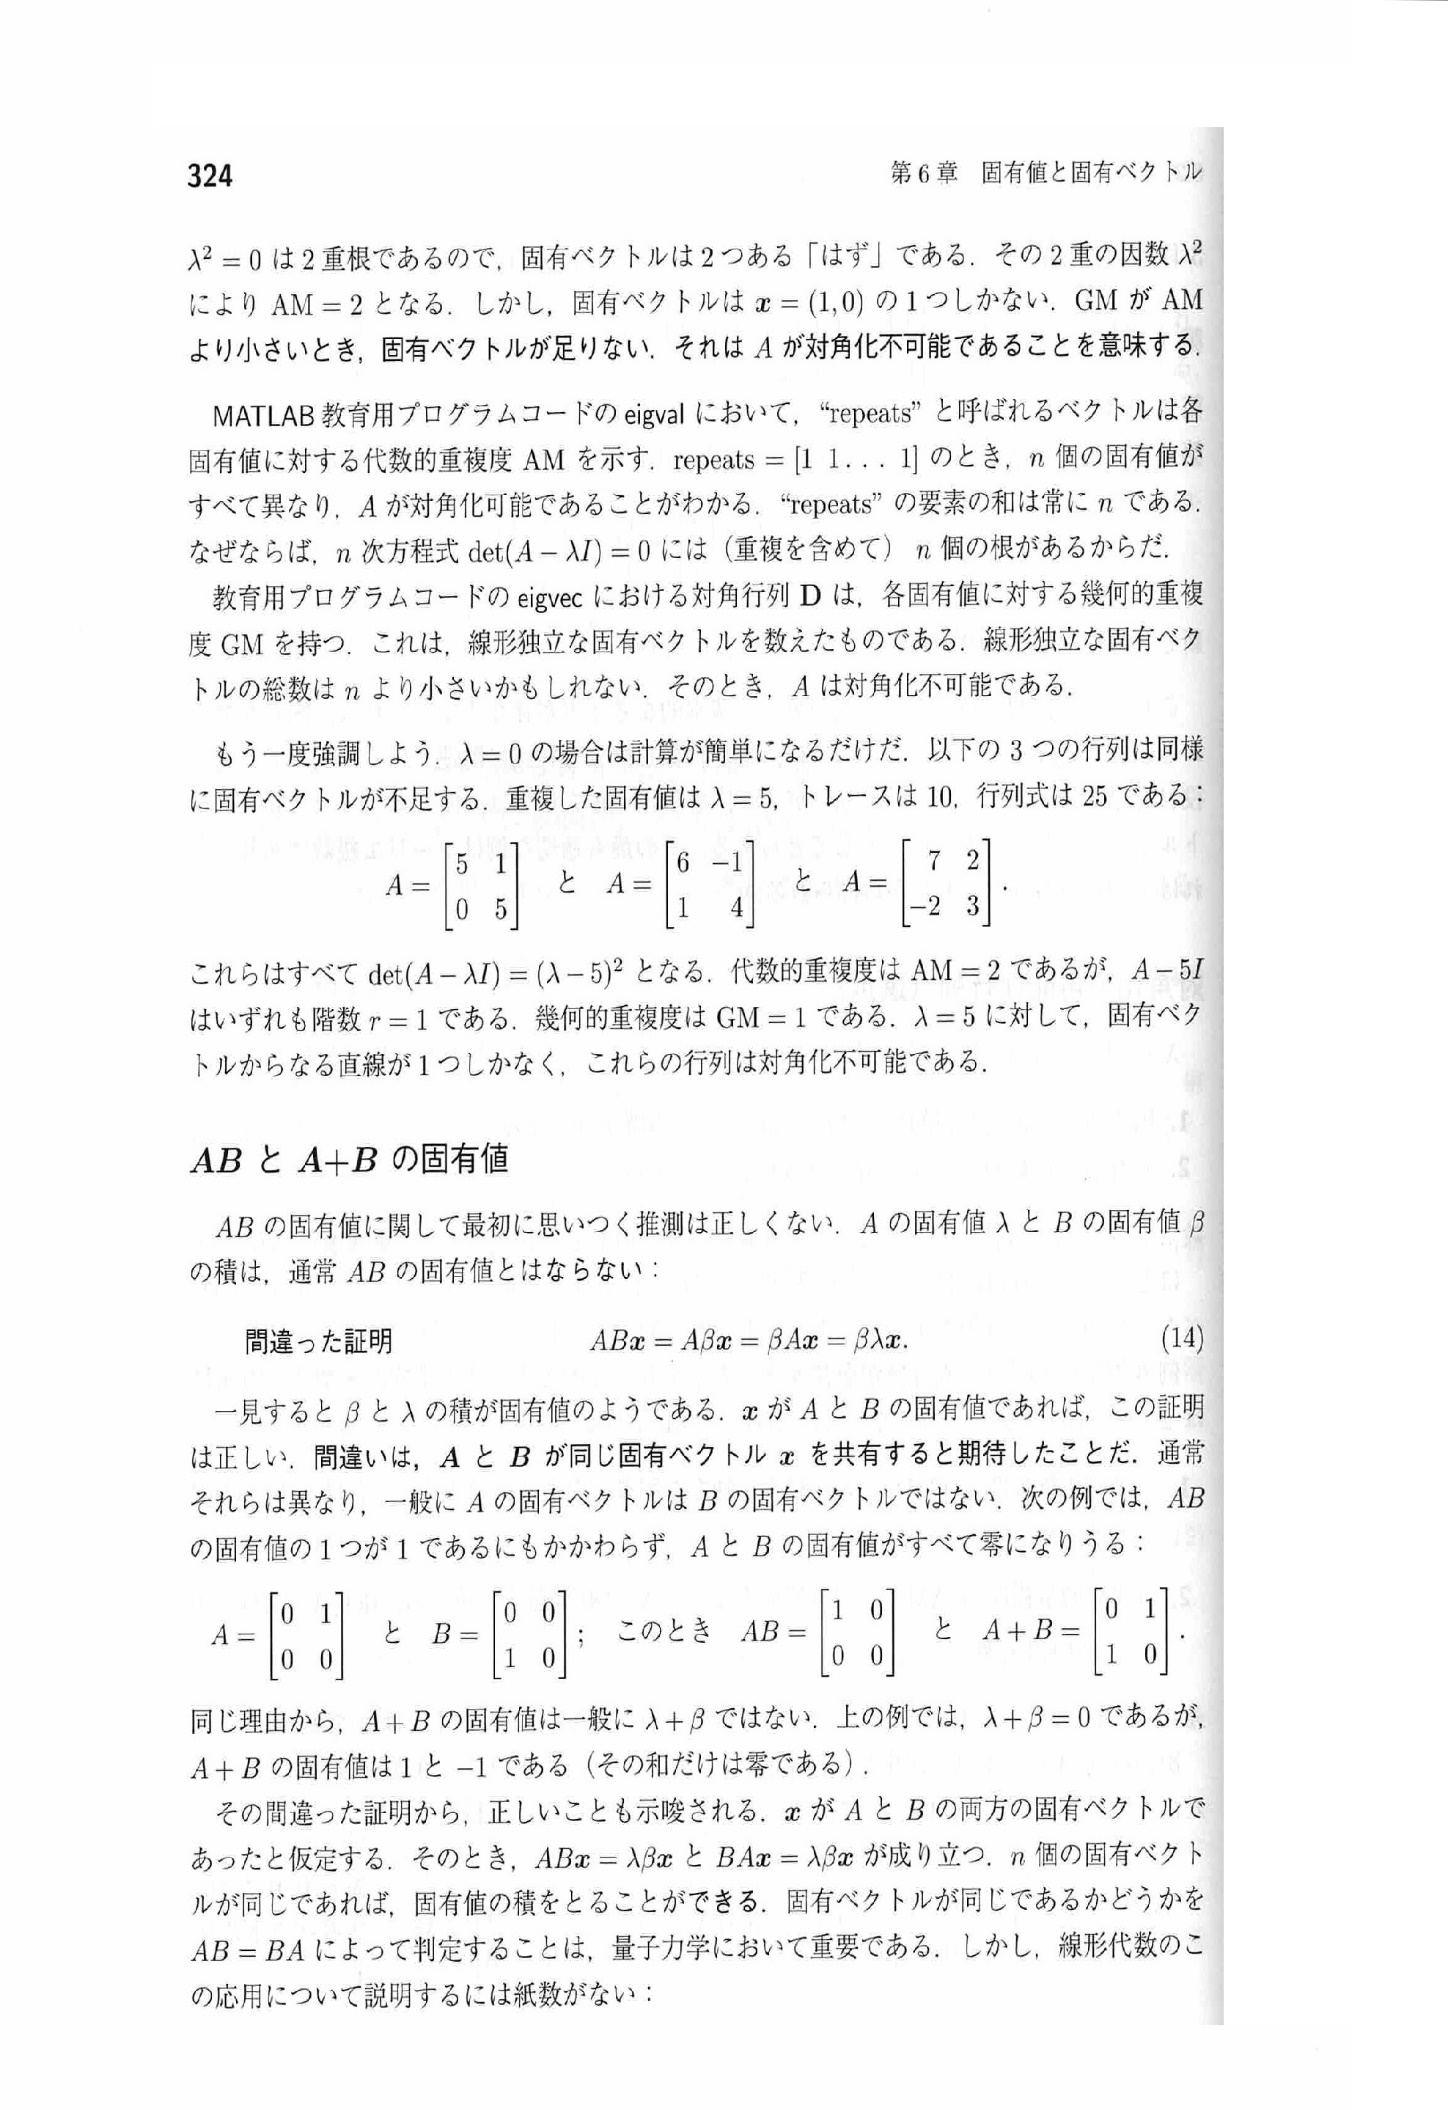 324
第6章 固有値と固有ベクトル
λ² = 0 は2重根であるので，固有ベクトルは2つある「はず」である．その2重の因数 λ²
により AM = 2 となる．しかし，固有ベクトルは x = (1,0) の1つしかない．GM が AM
より小さいとき，固有ベクトルが足りない．それは A が対角化不可能であることを意味する．
MATLAB 教育用プログラムコードの eigval において，“repeats” と呼ばれるベクトルは各
固有値に対する代数的重複度 AM を示す．repeats = [1 1... 1] のとき，n 個の固有値が
すべて異なり，A が対角化可能であることがわかる．“repeats” の要素の和は常に n である．
なぜならば，n 次方程式 det(A − λI) = 0 には（重複を含めて） n 個の根があるからだ．
教育用プログラムコードの eigvec における対角行列 D は，各固有値に対する幾何的重複
度 GM を持つ．これは，線形独立な固有ベクトルを数えたものである．線形独立な固有ベク
トルの総数は n より小さいかもしれない．そのとき，A は対角化不可能である．
もう一度強調しよう．λ = 0 の場合は計算が簡単になるだけだ．以下の 3 つの行列は同様
に固有ベクトルが不足する．重複した固有値は λ = 5，トレースは 10，行列式は 25 である：
A = [5 1; 0 5] と A = [6 −1; 1 4] と A = [7 2; −2 3].
これらはすべて det(A − λI) = (λ − 5)² となる．代数的重複度は AM = 2 であるが，A − 5I
はいずれも階数 r = 1 である．幾何的重複度は GM = 1 である．λ = 5 に対して，固有ベク
トルからなる直線が1つしかなく，これらの行列は対角化不可能である．
AB と A+B の固有値
AB の固有値に関して最初に思いつく推測は正しくない．A の固有値 λ と B の固有値 β
の積は，通常 AB の固有値とはならない：
間違った証明 ABx = Aβx = βAx = βλx. (14)
一見すると β と λ の積が固有値のようである．x が A と B の固有値であれば，この証明
は正しい．間違いは，A と B が同じ固有ベクトル x を共有すると期待したことだ．通常
それらは異なり，一般に A の固有ベクトルは B の固有ベクトルではない．次の例では，AB
の固有値の1つが1であるにもかかわらず，A と B の固有値がすべて零になりうる：
A = [0 1; 0 0] と B = [0 0; 1 0]; このとき AB = [1 0; 0 0] と A + B = [0 1; 1 0].
同じ理由から，A + B の固有値は一般に λ + β ではない．上の例では，λ + β = 0 であるが，
A + B の固有値は1と −1 である（その和だけは零である）．
その間違った証明から，正しいことも示唆される．x が A と B の両方の固有ベクトルで
あったと仮定する．そのとき，ABx = λβx と BAx = λβx が成り立つ．n 個の固有ベクト
ルが同じであれば，固有値の積をとることができる．固有ベクトルが同じであるかどうかを
AB = BA によって判定することは，量子力学において重要である．しかし，線形代数のこ
の応用について説明するには紙数がない：